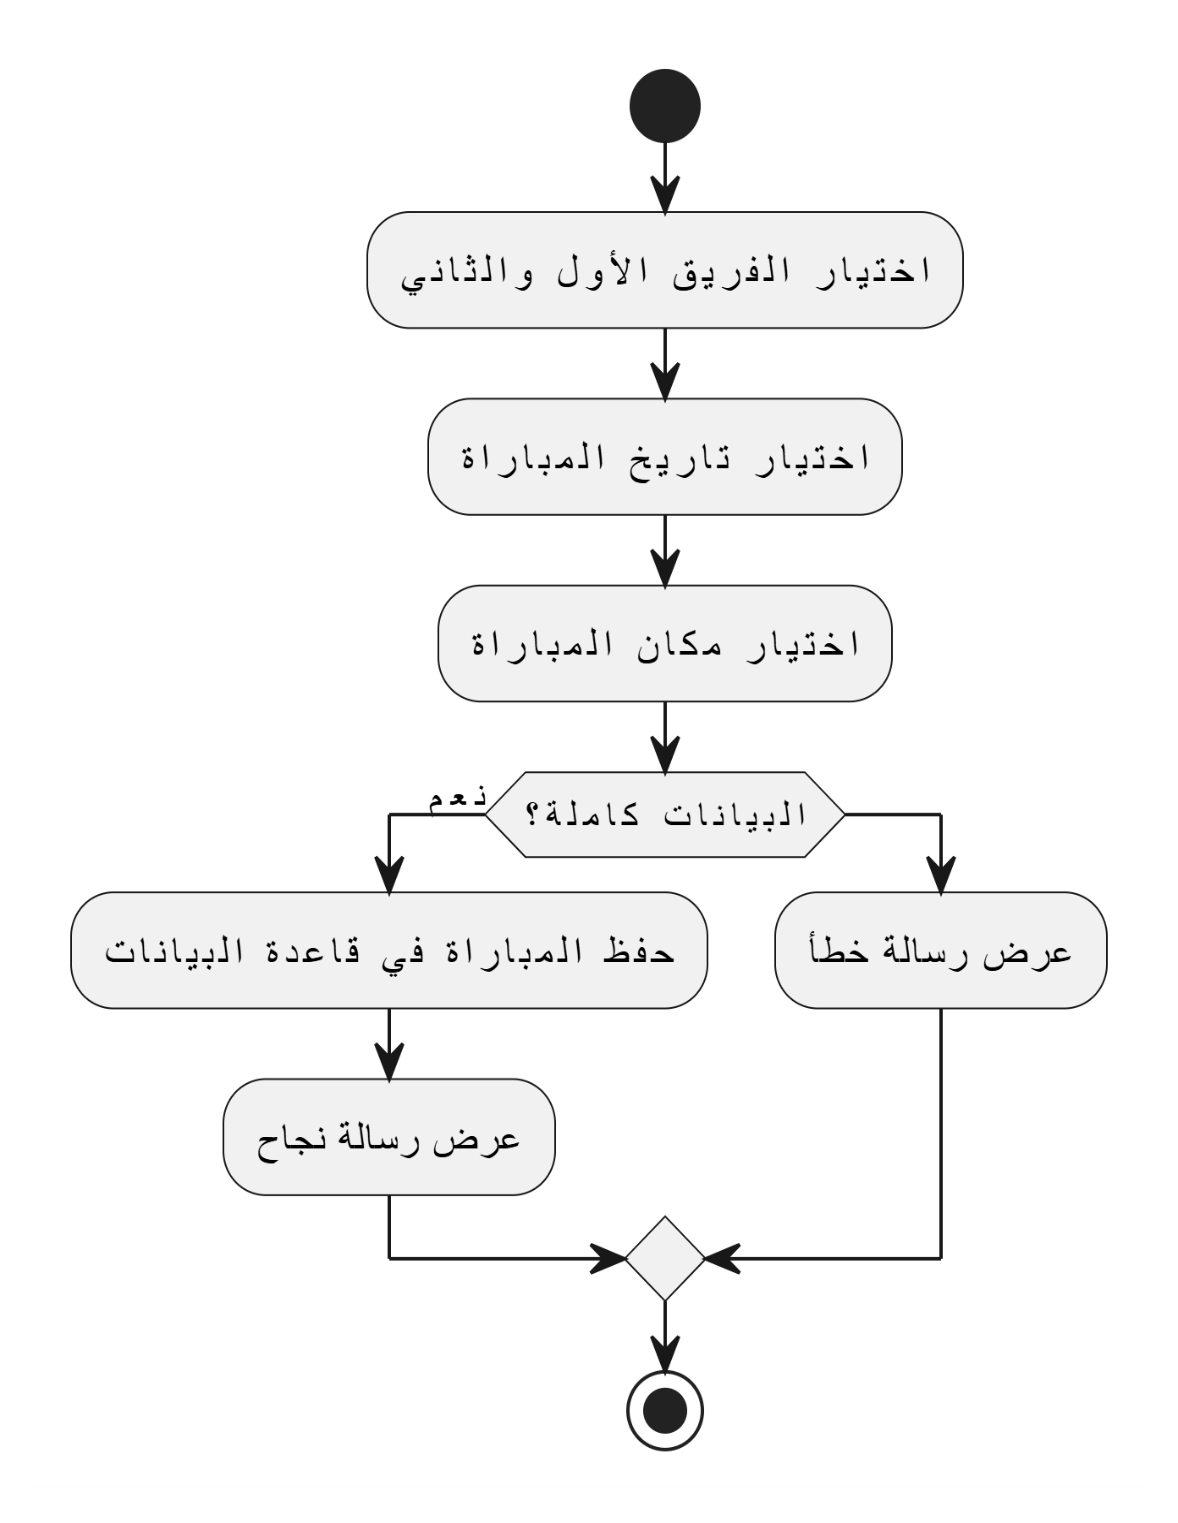 اختيار الفريق الأول والثاني
اختيار تاريخ المباراة
اختيار مكان المباراة
البيانات كاملة؟
نعم
حفظ المباراة في قاعدة البيانات
عرض رسالة خطأ
عرض رسالة نجاح